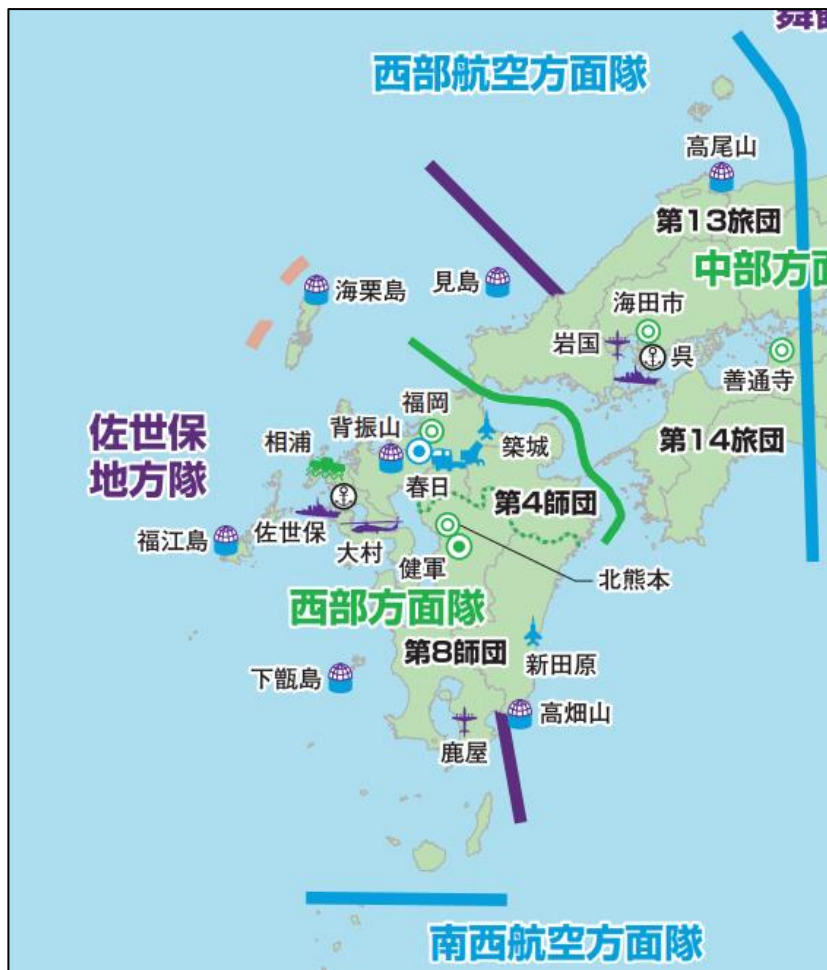 舞
西部航空方面隊
高尾山
第13旅団
中部方面
海栗島
見島
海田市
岩国
呉
善通寺
福岡
背振山
築城
佐世保
地方隊
相浦
第14旅団
春日
第4師団
佐世保
大村
福江島
健軍
北熊本
西部方面隊
第8師団
新田原
下甑島
高畑山
鹿屋
南西航空方面隊